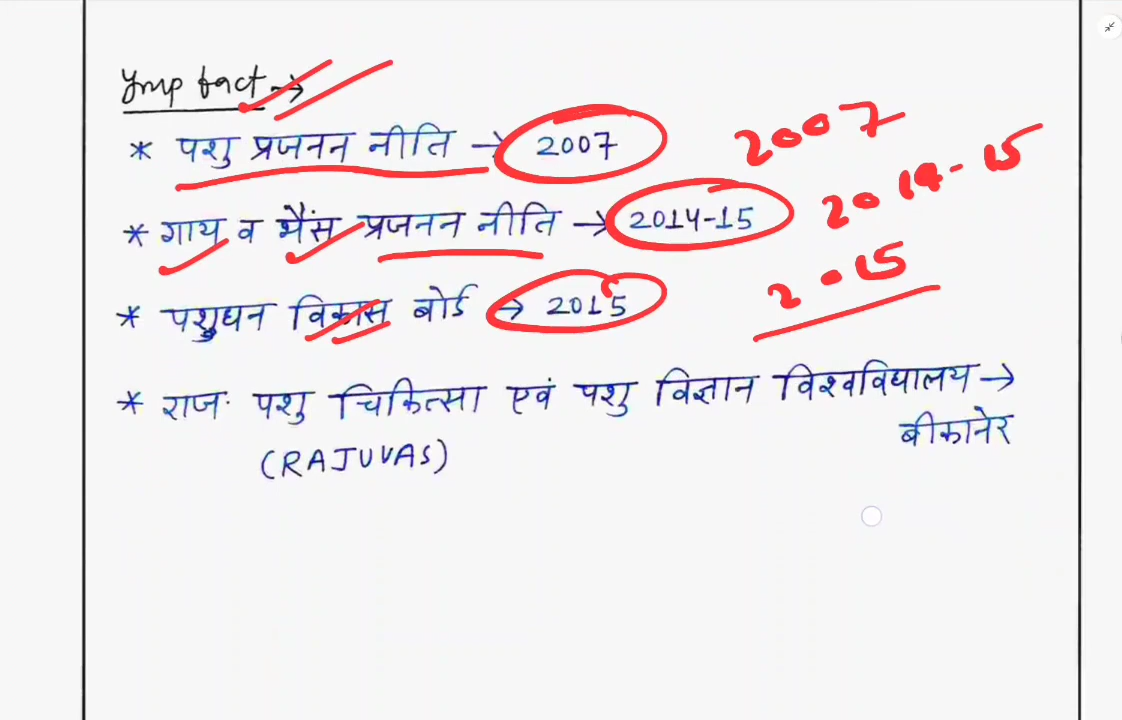 Imp fact →
* पशु प्रजनन नीति → 2007
2007
* गाय व भैंस प्रजनन नीति → 2014-15
2014-15
* पशुधन विकास बोर्ड → 2015
2015
* राज. पशु चिकित्सा एवं पशु विज्ञान विश्वविद्यालय →
बीकानेर
(RAJUVAS)